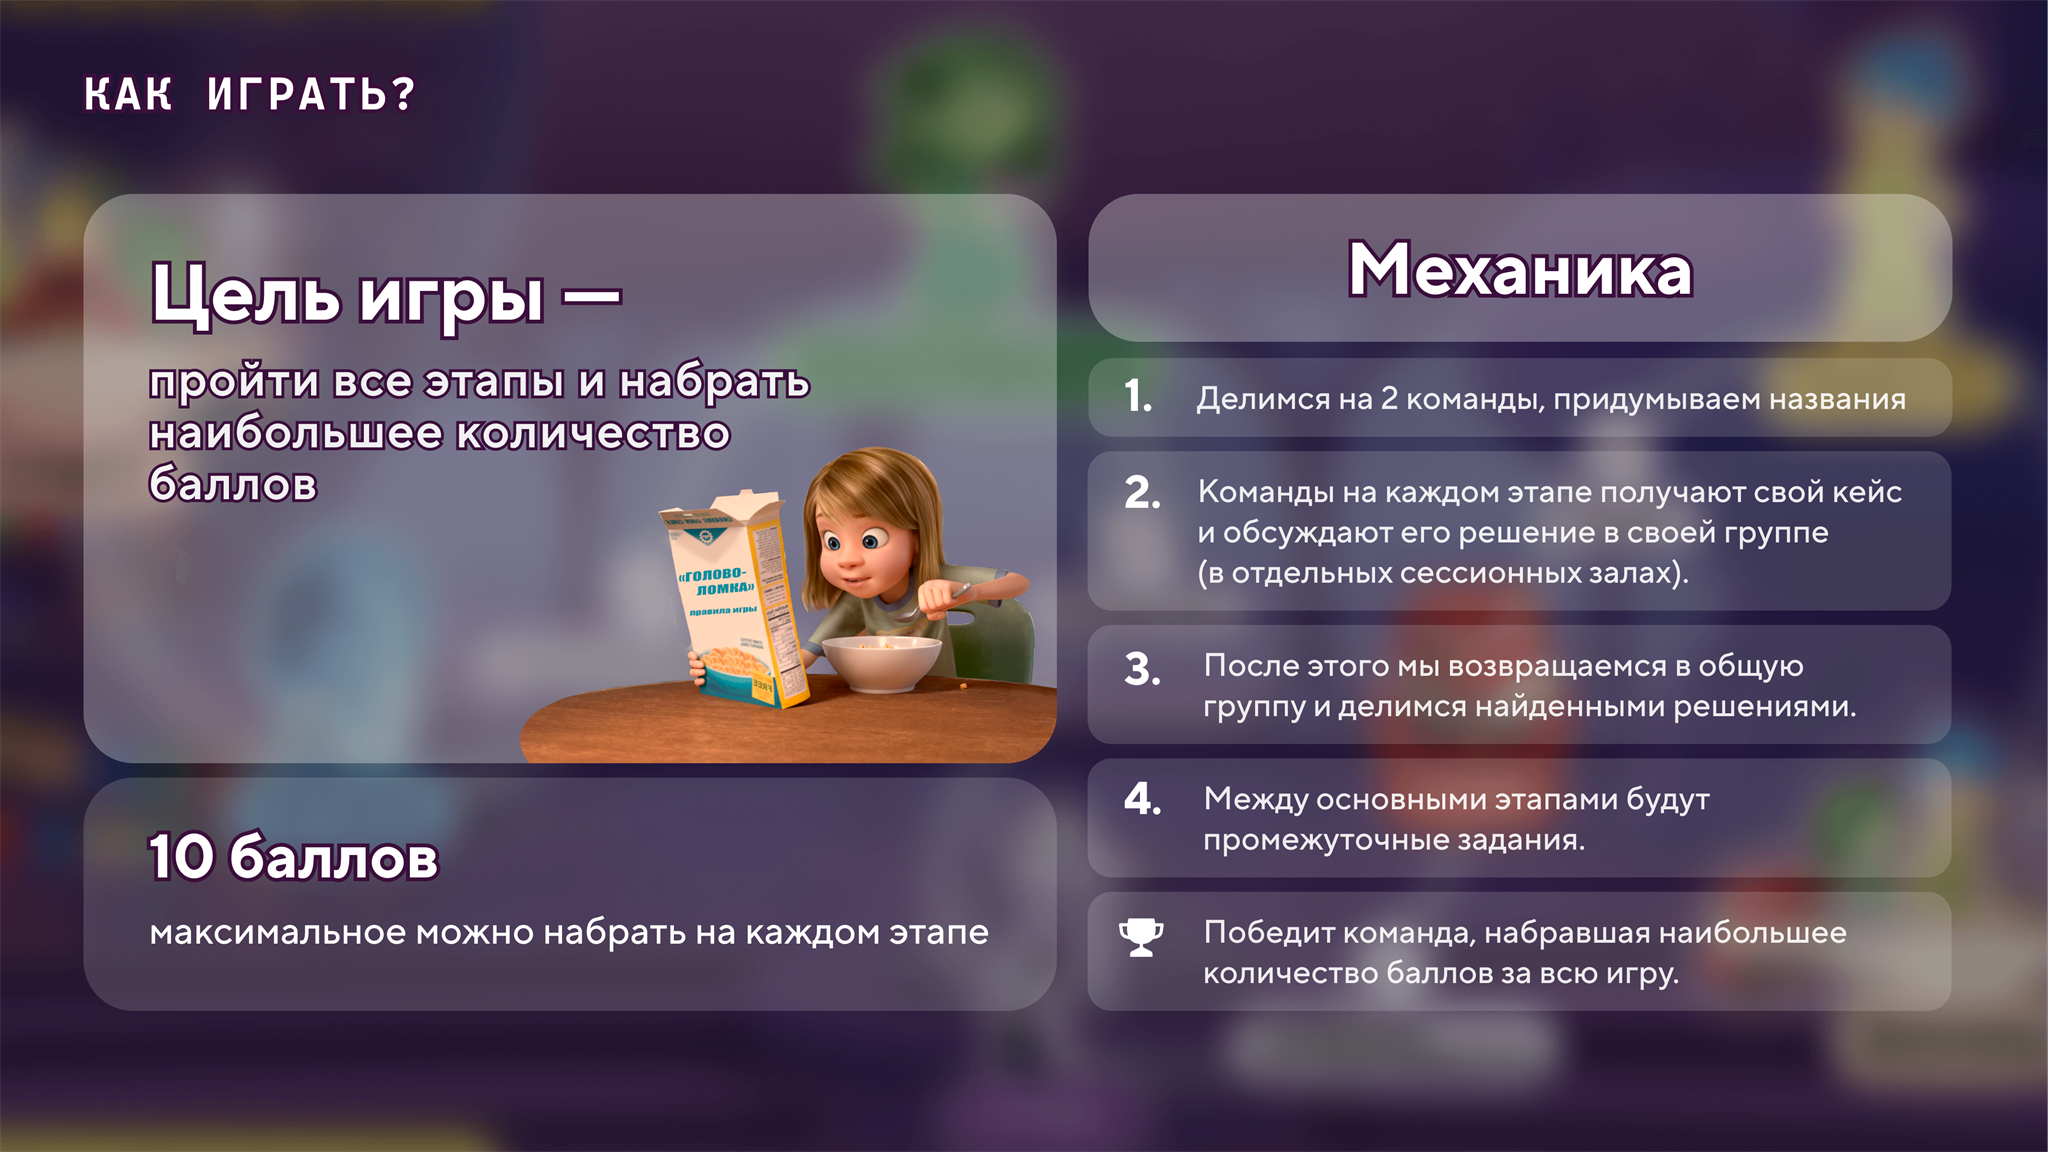 КАК ИГРАТЬ?
Цель игры —
пройти все этапы и набрать
наибольшее количество
баллов
«ГОЛОВО-
ЛОМКА»
правила игры
FREE
10 баллов
максимальное можно набрать на каждом этапе
Механика
1. Делимся на 2 команды, придумываем названия
2. Команды на каждом этапе получают свой кейс
и обсуждают его решение в своей группе
(в отдельных сессионных залах).
3. После этого мы возвращаемся в общую
группу и делимся найденными решениями.
4. Между основными этапами будут
промежуточные задания.
Победит команда, набравшая наибольшее
количество баллов за всю игру.